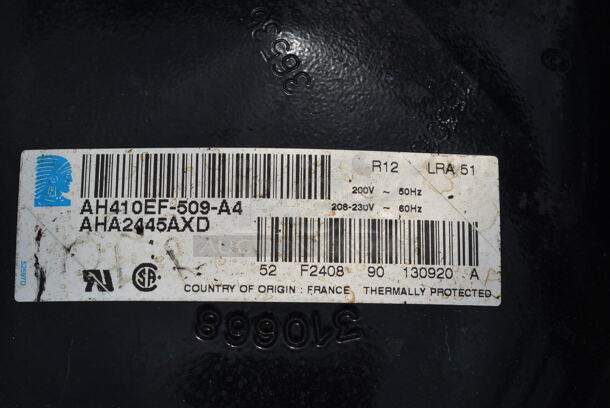 R12 LRA 51
200V ~ 50Hz
208-230V ~ 60Hz
AH410EF-509-A4
AHA2445AXD
52 F2408 90 130920 A
COUNTRY OF ORIGIN : FRANCE THERMALLY PROTECTED
310668